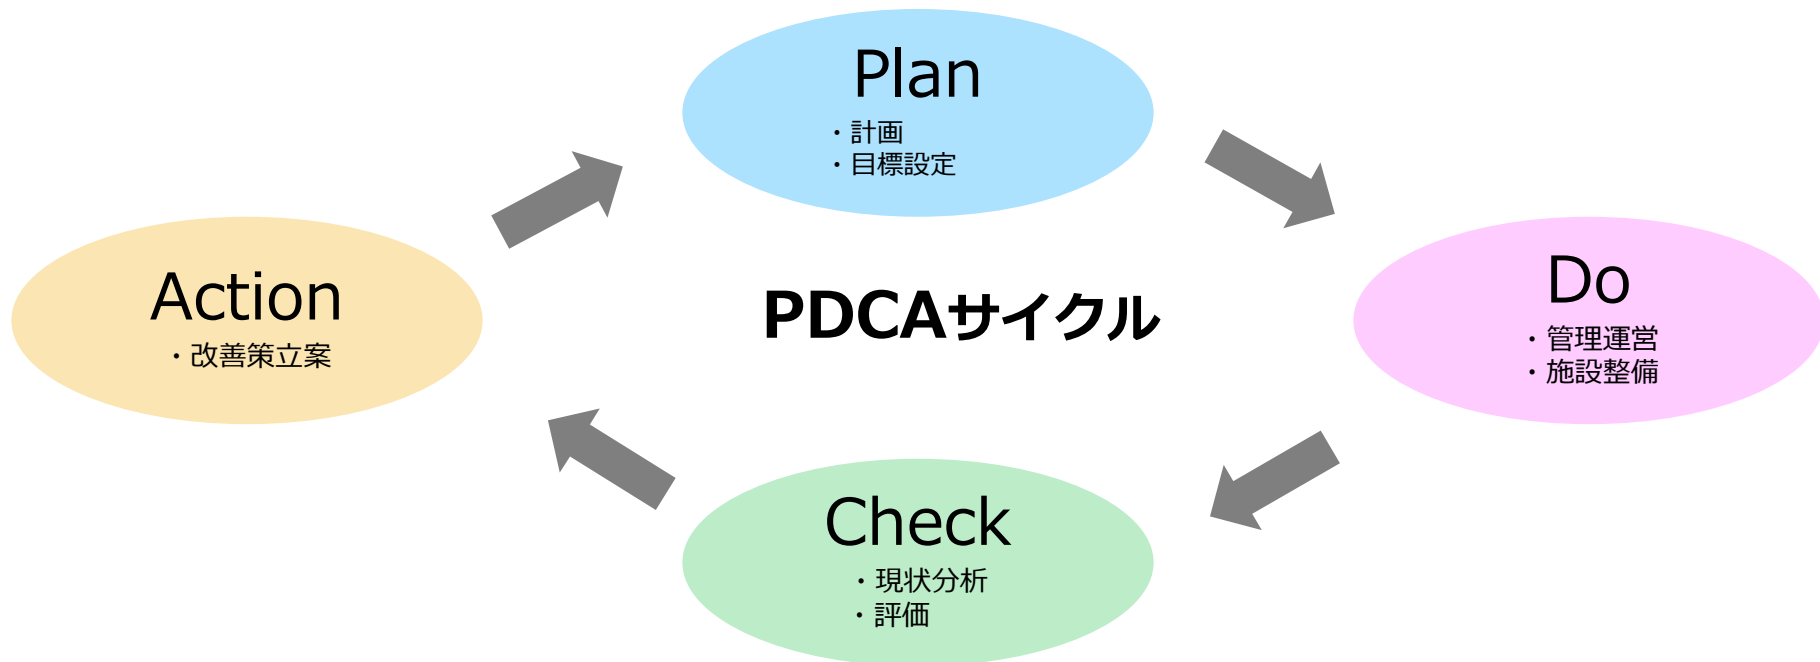 Plan
・計画
・目標設定
Action
・改善策立案
PDCAサイクル
Do
・管理運営
・施設整備
Check
・現状分析
・評価